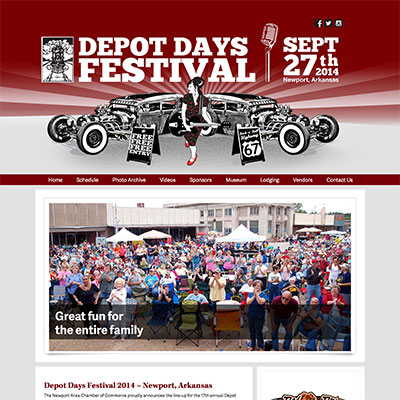 DEPOT DAYS
FESTIVAL
SEPT
27th
2014
Newport, Arkansas
FREE
FREE
FREE
ENTRY
Highway
67
Home Schedule Photo Archive Videos Sponsors Museum Lodging Vendors Contact Us
Great fun for
the entire family
Depot Days Festival 2014 – Newport, Arkansas
The Newport Area Chamber of Commerce proudly announces the line-up for the 17th annual Depot